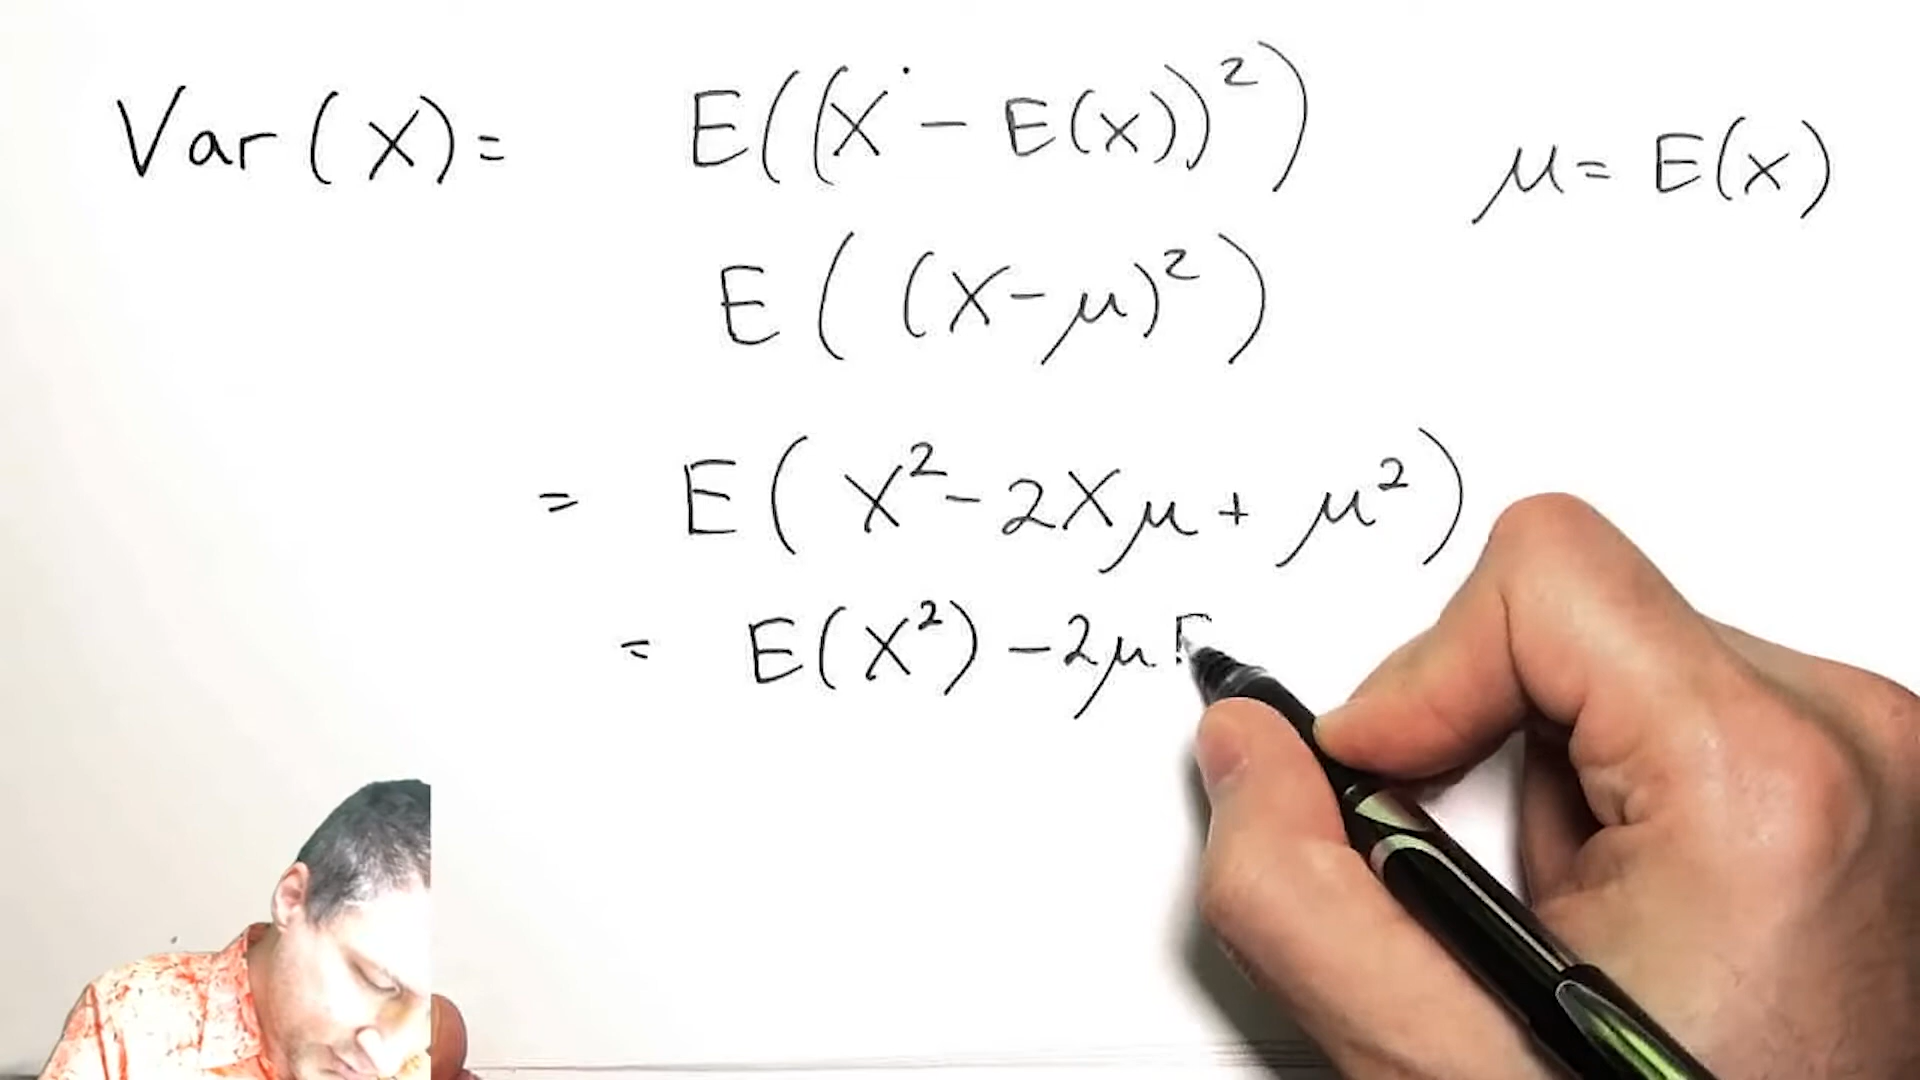 Var(X) = E((X - E(X))²) μ = E(X)
E((X-μ)²)
= E(X² - 2Xμ + μ²)
= E(X²) - 2μ